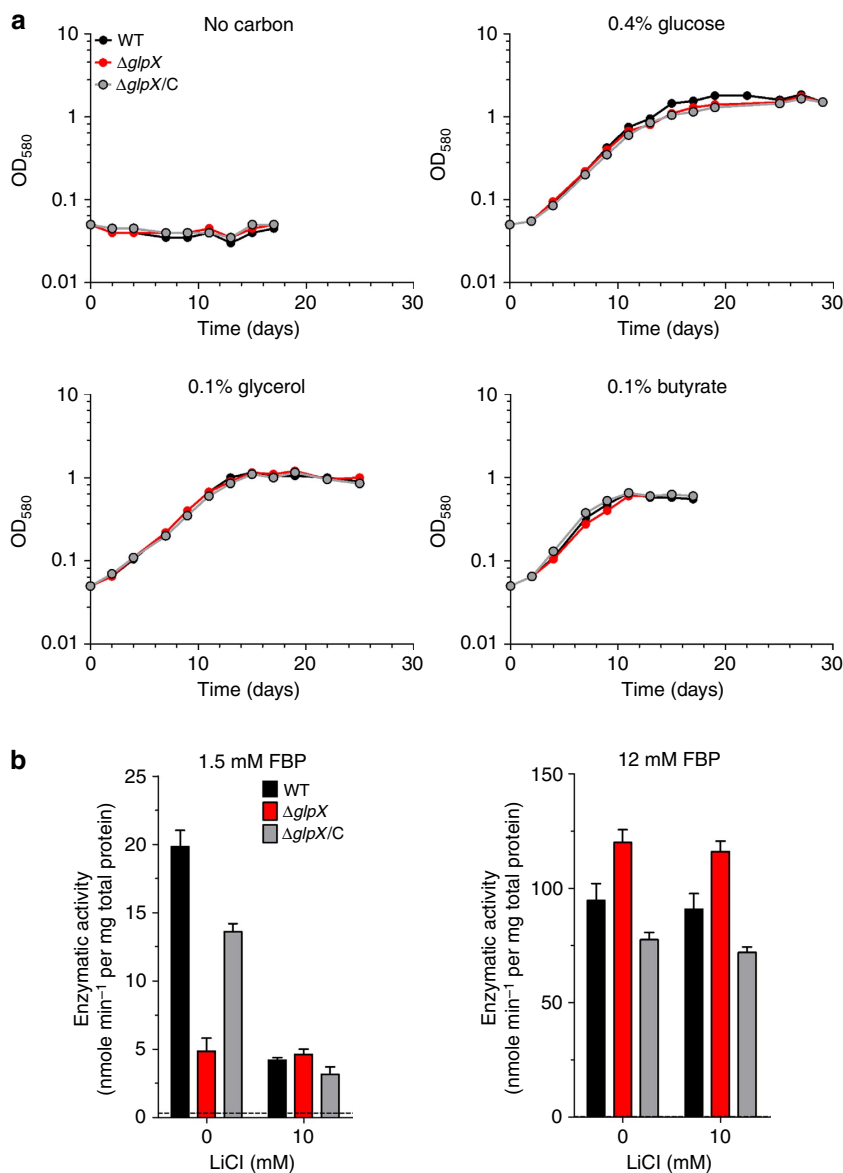 a
No carbon
WT
ΔglpX
ΔglpX/C
10
1
0.1
0.01
OD580
0 10 20 30
Time (days)
0.4% glucose
10
1
0.1
0.01
OD580
0 10 20 30
Time (days)
0.1% glycerol
10
1
0.1
0.01
OD580
0 10 20 30
Time (days)
0.1% butyrate
10
1
0.1
0.01
OD580
0 10 20 30
Time (days)
b
1.5 mM FBP
WT
ΔglpX
ΔglpX/C
25
20
15
10
5
0
Enzymatic activity
(nmole min−1 per mg total protein)
0 10
LiCl (mM)
12 mM FBP
150
100
50
0
Enzymatic activity
(nmole min−1 per mg total protein)
0 10
LiCl (mM)